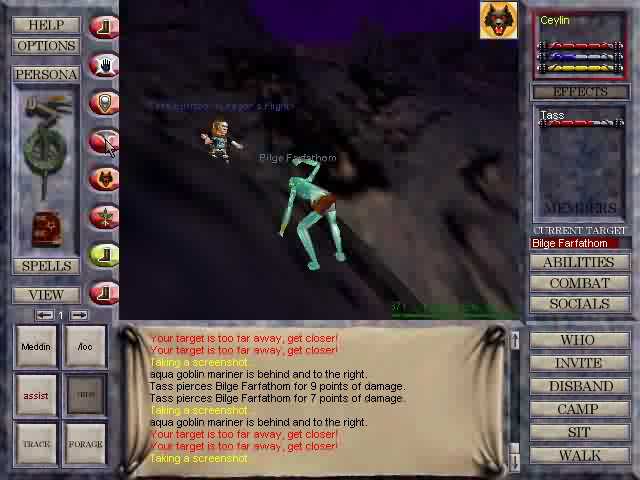 HELP
OPTIONS
PERSONA
SPELLS
VIEW
1
Meddin
/loc
assist
TRACK
FORAGE
Bilge Farfathom
Your target is too far away, get closer!
Your target is too far away, get closer!
Taking a screenshot...
aqua goblin mariner is behind and to the right.
Tass pierces Bilge Farfathom for 9 points of damage.
Tass pierces Bilge Farfathom for 7 points of damage.
Taking a screenshot...
aqua goblin mariner is behind and to the right.
Your target is too far away, get closer!
Your target is too far away, get closer!
Taking a screenshot
Ceylin
EFFECTS
Tass
MEMBERS
CURRENT TARGET
Bilge Farfathom
ABILITIES
COMBAT
SOCIALS
WHO
INVITE
DISBAND
CAMP
SIT
WALK